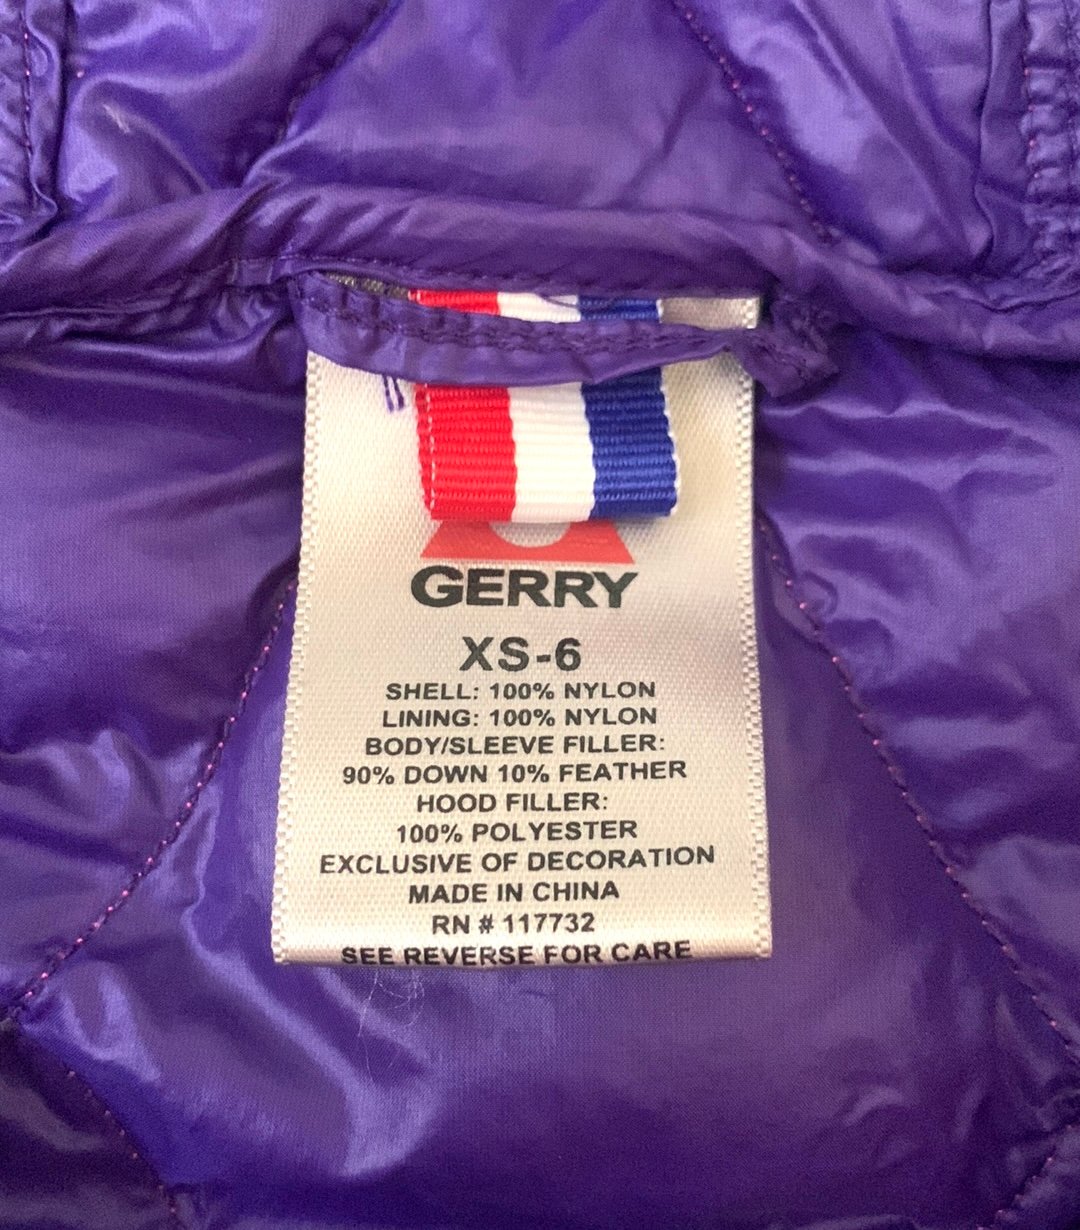 GERRY
XS-6
SHELL: 100% NYLON
LINING: 100% NYLON
BODY/SLEEVE FILLER:
90% DOWN 10% FEATHER
HOOD FILLER:
100% POLYESTER
EXCLUSIVE OF DECORATION
MADE IN CHINA
RN # 117732
SEE REVERSE FOR CARE